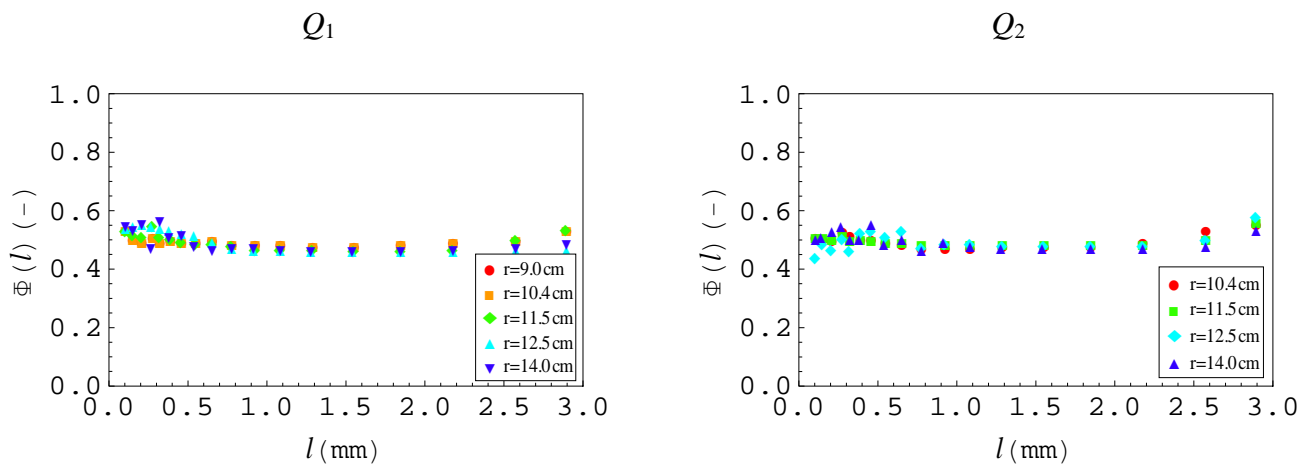 Q1
Φ(l) (-)
1.0
0.8
0.6
0.4
0.2
0.0
r=9.0cm
r=10.4cm
r=11.5cm
r=12.5cm
r=14.0cm
0.0 0.5 1.0 1.5 2.0 2.5 3.0
l (mm)
Q2
Φ(l) (-)
1.0
0.8
0.6
0.4
0.2
0.0
r=10.4cm
r=11.5cm
r=12.5cm
r=14.0cm
0.0 0.5 1.0 1.5 2.0 2.5 3.0
l (mm)